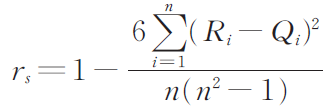 r_s = 1 - \frac{6\sum_{i=1}^{n}(R_i - Q_i)^2}{n(n^2 - 1)}